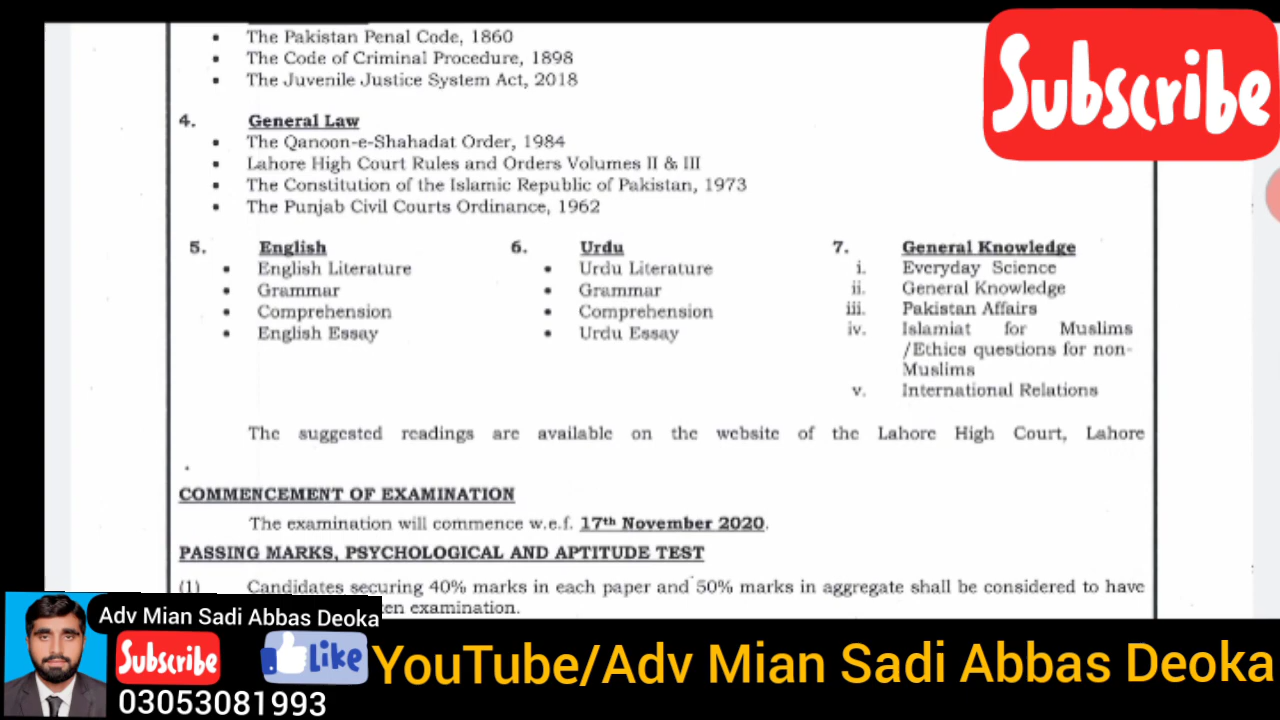 • The Pakistan Penal Code, 1860
• The Code of Criminal Procedure, 1898
• The Juvenile Justice System Act, 2018
4. General Law
• The Qanoon-e-Shahadat Order, 1984
• Lahore High Court Rules and Orders Volumes II & III
• The Constitution of the Islamic Republic of Pakistan, 1973
• The Punjab Civil Courts Ordinance, 1962
5. English
• English Literature
• Grammar
• Comprehension
• English Essay
6. Urdu
• Urdu Literature
• Grammar
• Comprehension
• Urdu Essay
7. General Knowledge
i. Everyday Science
ii. General Knowledge
iii. Pakistan Affairs
iv. Islamiat for Muslims
/Ethics questions for non-
Muslims
v. International Relations
The suggested readings are available on the website of the Lahore High Court, Lahore
.
COMMENCEMENT OF EXAMINATION
The examination will commence w.e.f. 17th November 2020.
PASSING MARKS, PSYCHOLOGICAL AND APTITUDE TEST
(1) Candidates securing 40% marks in each paper and 50% marks in aggregate shall be considered to have
examination.
Subscribe
Adv Mian Sadi Abbas Deoka
Subscribe
Like
03053081993
YouTube/Adv Mian Sadi Abbas Deoka